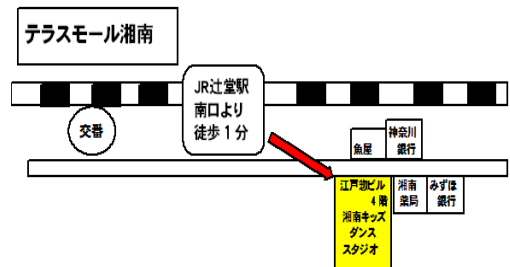 テラスモール湘南
JR辻堂駅
南口より
徒歩1分
交番
魚屋
神奈川
銀行
江戸惣ビル
4階
湘南キッズ
ダンス
スタジオ
湘南
薬局
みずほ
銀行